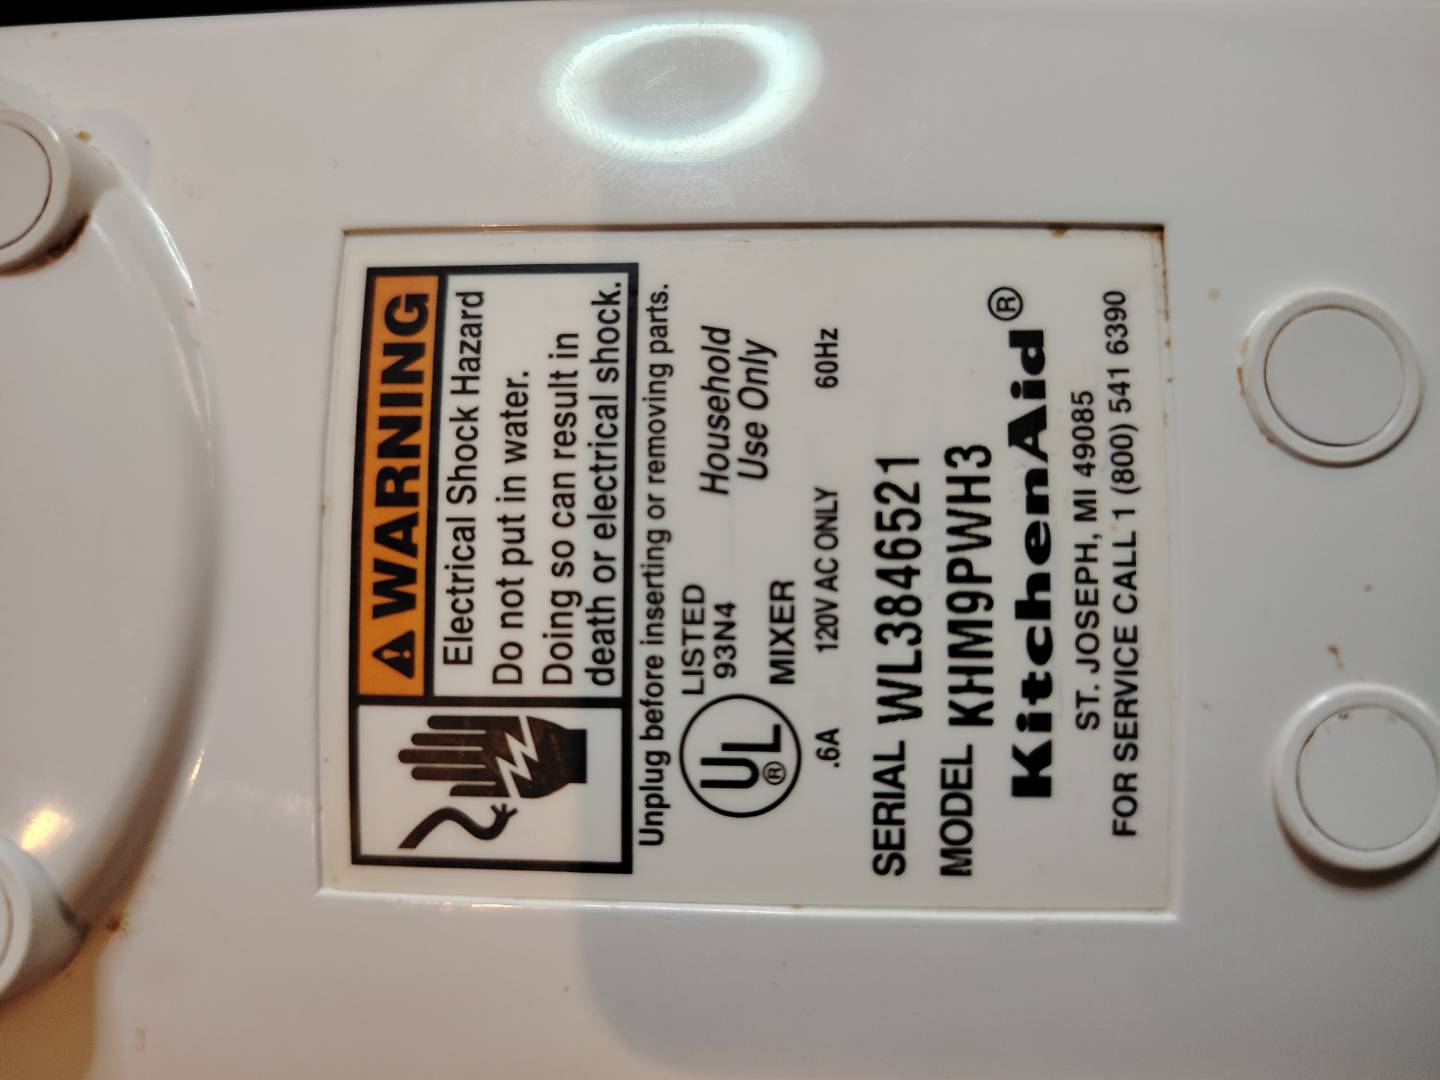 ⚠ WARNING
Electrical Shock Hazard
Do not put in water.
Doing so can result in
death or electrical shock.
Unplug before inserting or removing parts.
UL ®
LISTED
93N4
MIXER
Household
Use Only
.6A 120V AC ONLY 60Hz
SERIAL WL3846521
MODEL KHM9PWH3
KitchenAid®
ST. JOSEPH, MI 49085
FOR SERVICE CALL 1 (800) 541 6390